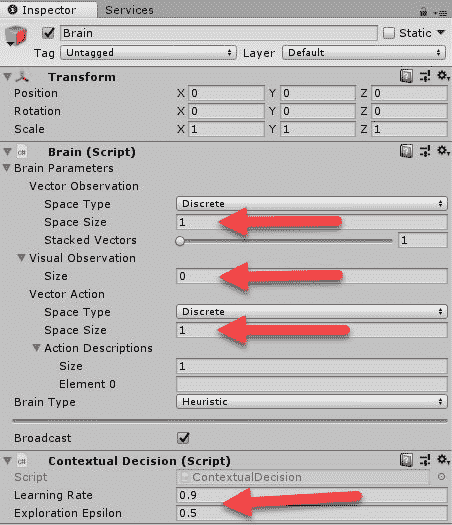 Inspector Services
Brain Static
Tag Untagged Layer Default
Transform
Position X 0 Y 0 Z 0
Rotation X 0 Y 0 Z 0
Scale X 1 Y 1 Z 1
Brain (Script)
Brain Parameters
Vector Observation
Space Type Discrete
Space Size 1
Stacked Vectors 1
Visual Observation
Size 0
Vector Action
Space Type Discrete
Space Size 1
Action Descriptions
Size 1
Element 0
Brain Type Heuristic
Broadcast
Contextual Decision (Script)
Script ContextualDecision
Learning Rate 0.9
Exploration Epsilon 0.5